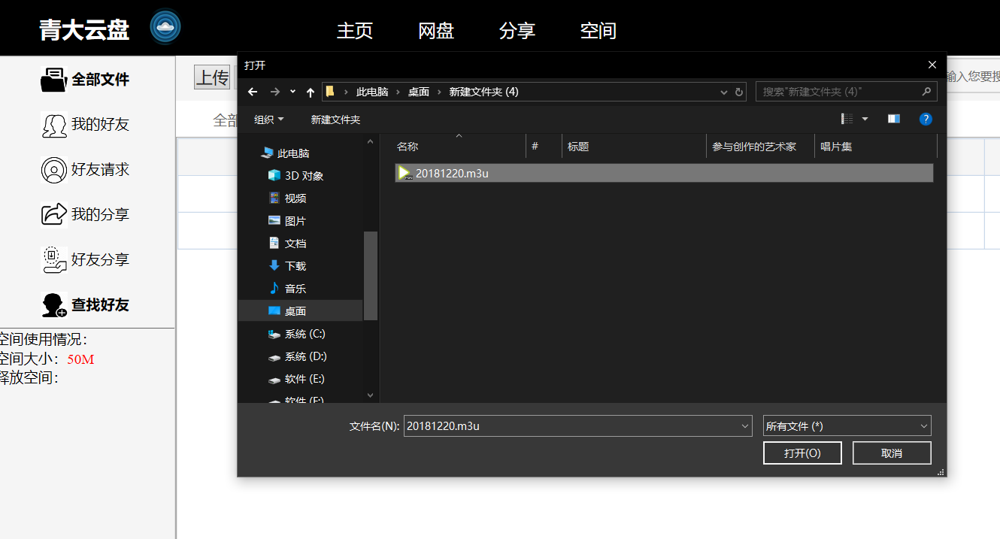 青大云盘
主页 网盘 分享 空间
全部文件
我的好友
好友请求
我的分享
好友分享
查找好友
空间使用情况:
空间大小: 50M
释放空间:
上传
输入您要搜
全部
打开
此电脑 › 桌面 › 新建文件夹 (4)
搜索"新建文件夹 (4)"
组织 新建文件夹
此电脑
3D 对象
视频
图片
文档
下载
音乐
桌面
系统 (C:)
系统 (D:)
软件 (E:)
软件 (F:)
名称 # 标题 参与创作的艺术家 唱片集
20181220.m3u
文件名(N): 20181220.m3u 所有文件 (*)
打开(O) 取消